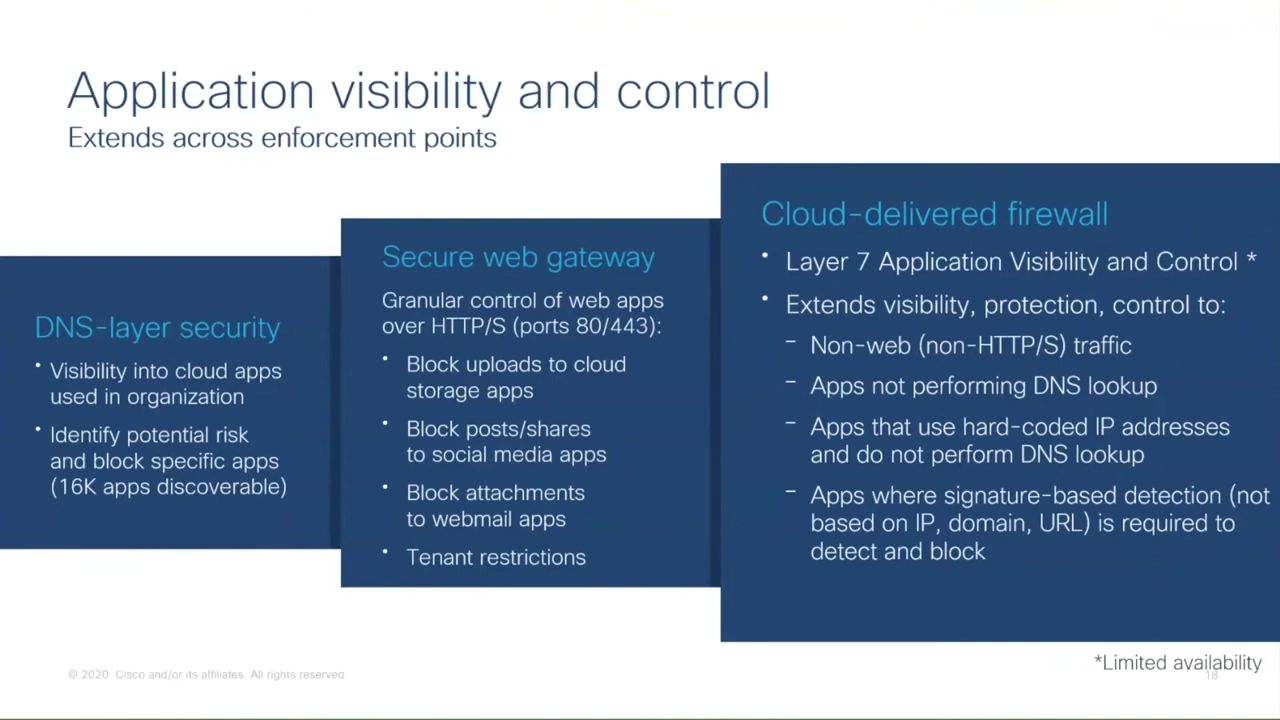 Application visibility and control
Extends across enforcement points
DNS-layer security
• Visibility into cloud apps
used in organization
• Identify potential risk
and block specific apps
(16K apps discoverable)
Secure web gateway
Granular control of web apps
over HTTP/S (ports 80/443):
• Block uploads to cloud
storage apps
• Block posts/shares
to social media apps
• Block attachments
to webmail apps
• Tenant restrictions
Cloud-delivered firewall
• Layer 7 Application Visibility and Control *
• Extends visibility, protection, control to:
– Non-web (non-HTTP/S) traffic
– Apps not performing DNS lookup
– Apps that use hard-coded IP addresses
and do not perform DNS lookup
– Apps where signature-based detection (not
based on IP, domain, URL) is required to
detect and block
*Limited availability
© 2020 Cisco and/or its affiliates All rights reserved
18